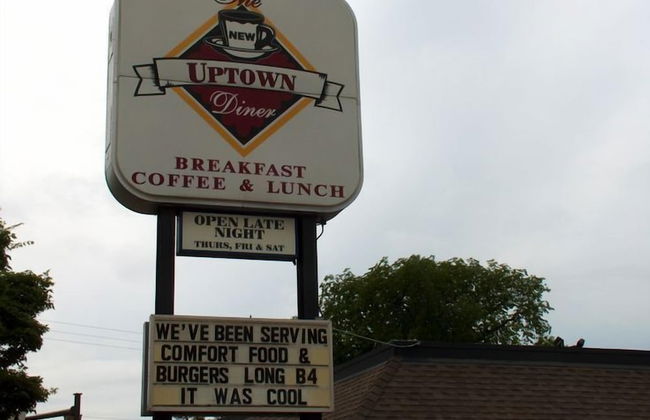 The
NEW
UPTOWN
Diner
BREAKFAST
COFFEE & LUNCH
OPEN LATE
NIGHT
THURS, FRI & SAT
WE'VE BEEN SERVING
COMFORT FOOD &
BURGERS LONG B4
IT WAS COOL